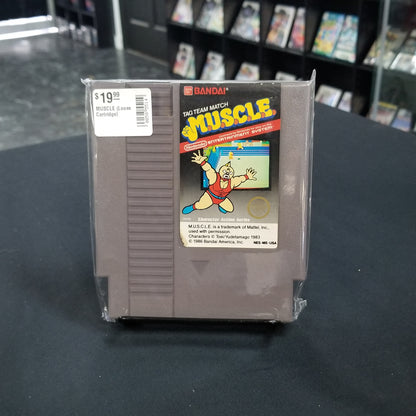 $19.99
MUSCLE (Loose
Cartridge)
BANDAI
TAG TEAM MATCH
M.U.S.C.L.E.
Nintendo
ENTERTAINMENT SYSTEM
Character Action Series
M.U.S.C.L.E. is a trademark of Mattel, Inc.,
used with permission.
Characters © Toei/Yudetamago 1983
© 1986 Bandai America, Inc.
NES-MS-USA